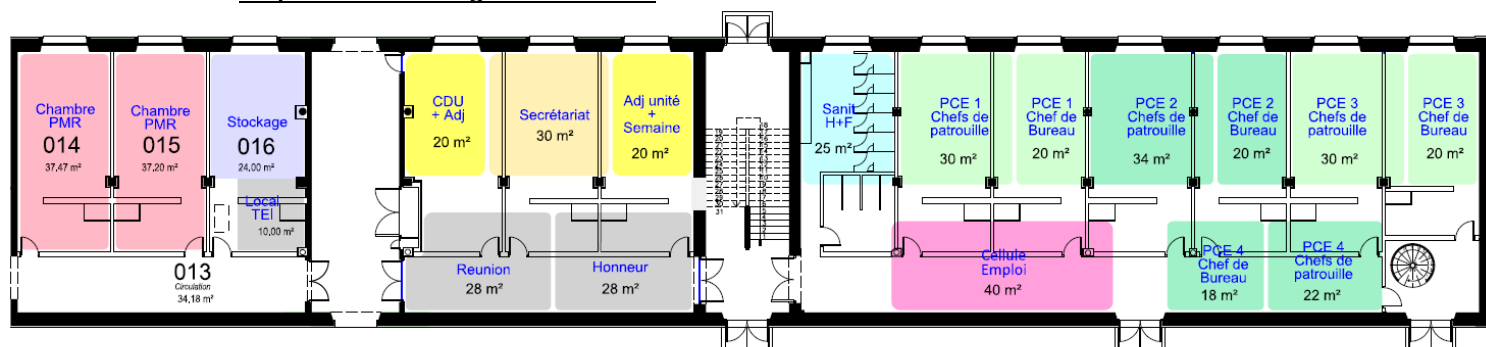 Chambre
PMR
014
37,47 m²
Chambre
PMR
015
37,20 m²
Stockage
016
24,00 m²
Local
TEI
10,00 m²
013
Circulation
34,18 m²
CDU
+ Adj
20 m²
Secrétariat
30 m²
Adj unité
+
Semaine
20 m²
Reunion
28 m²
Honneur
28 m²
Sanit
H+F
25 m²
PCE 1
Chefs de
patrouille
30 m²
PCE 1
Chef de
Bureau
20 m²
PCE 2
Chefs de
patrouille
34 m²
PCE 2
Chef de
Bureau
20 m²
PCE 3
Chefs de
patrouille
30 m²
PCE 3
Chef de
Bureau
20 m²
Cellule
Emploi
40 m²
PCE 4
Chef de
Bureau
18 m²
PCE 4
Chefs de
patrouille
22 m²